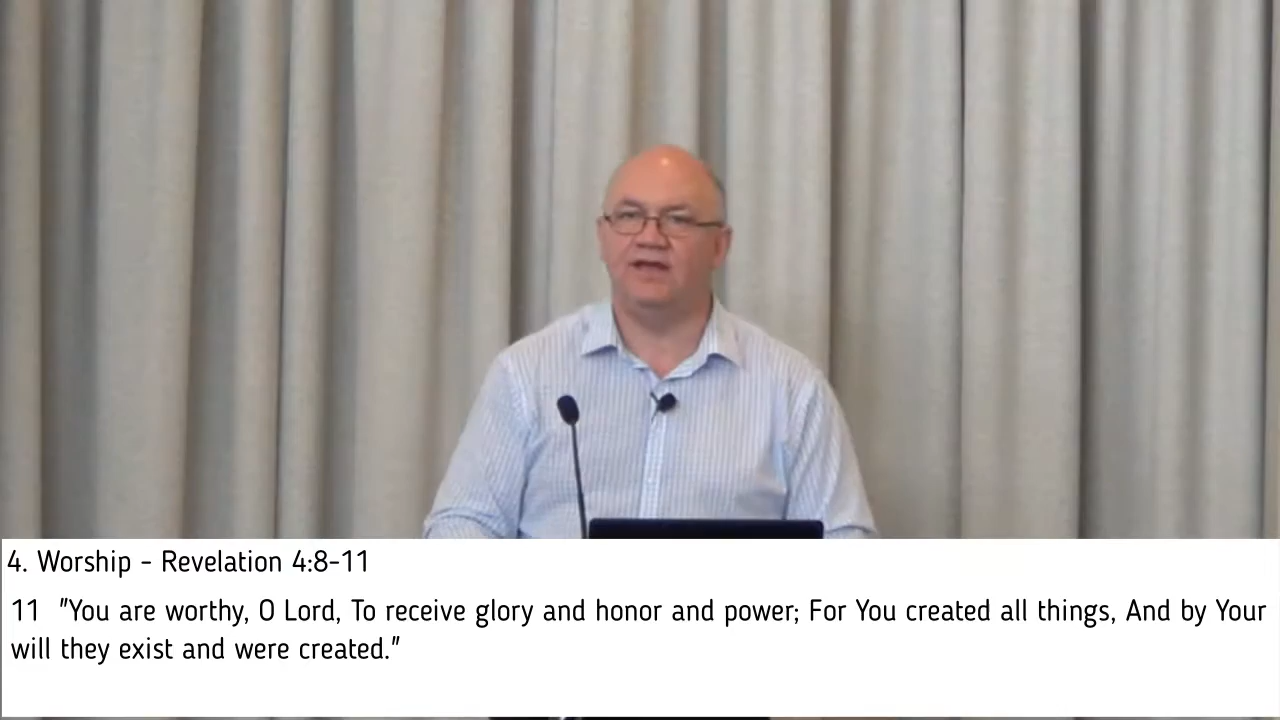 4. Worship - Revelation 4:8-11
11 "You are worthy, O Lord, To receive glory and honor and power; For You created all things, And by Your
will they exist and were created."